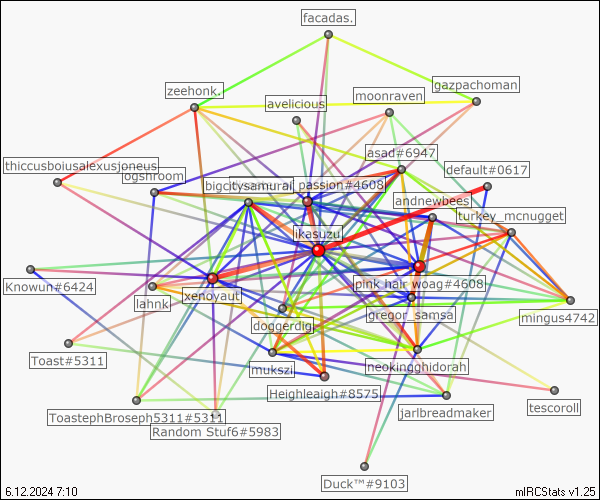 facadas.
zeehonk.
gazpachoman
moonraven
avelicious
asad#6947
thiccusboiusalexusjoneus
ogshroom
default#0617
bigcitysamurai
passion#4608
andnewbees
turkey_mcnugget
ikasuzu
Knowun#6424
xenoyaut
pink hair woag#4608
lahnk
gregor_samsa
mingus4742
doggerdig
Toast#5311
mukszi
neokingghidorah
Heighleaigh#8575
ToastephBroseph5311#5311
jarlbreadmaker
tescoroll
Random Stuf6#5983
Duck™#9103
6.12.2024 7:10
mIRCStats v1.25